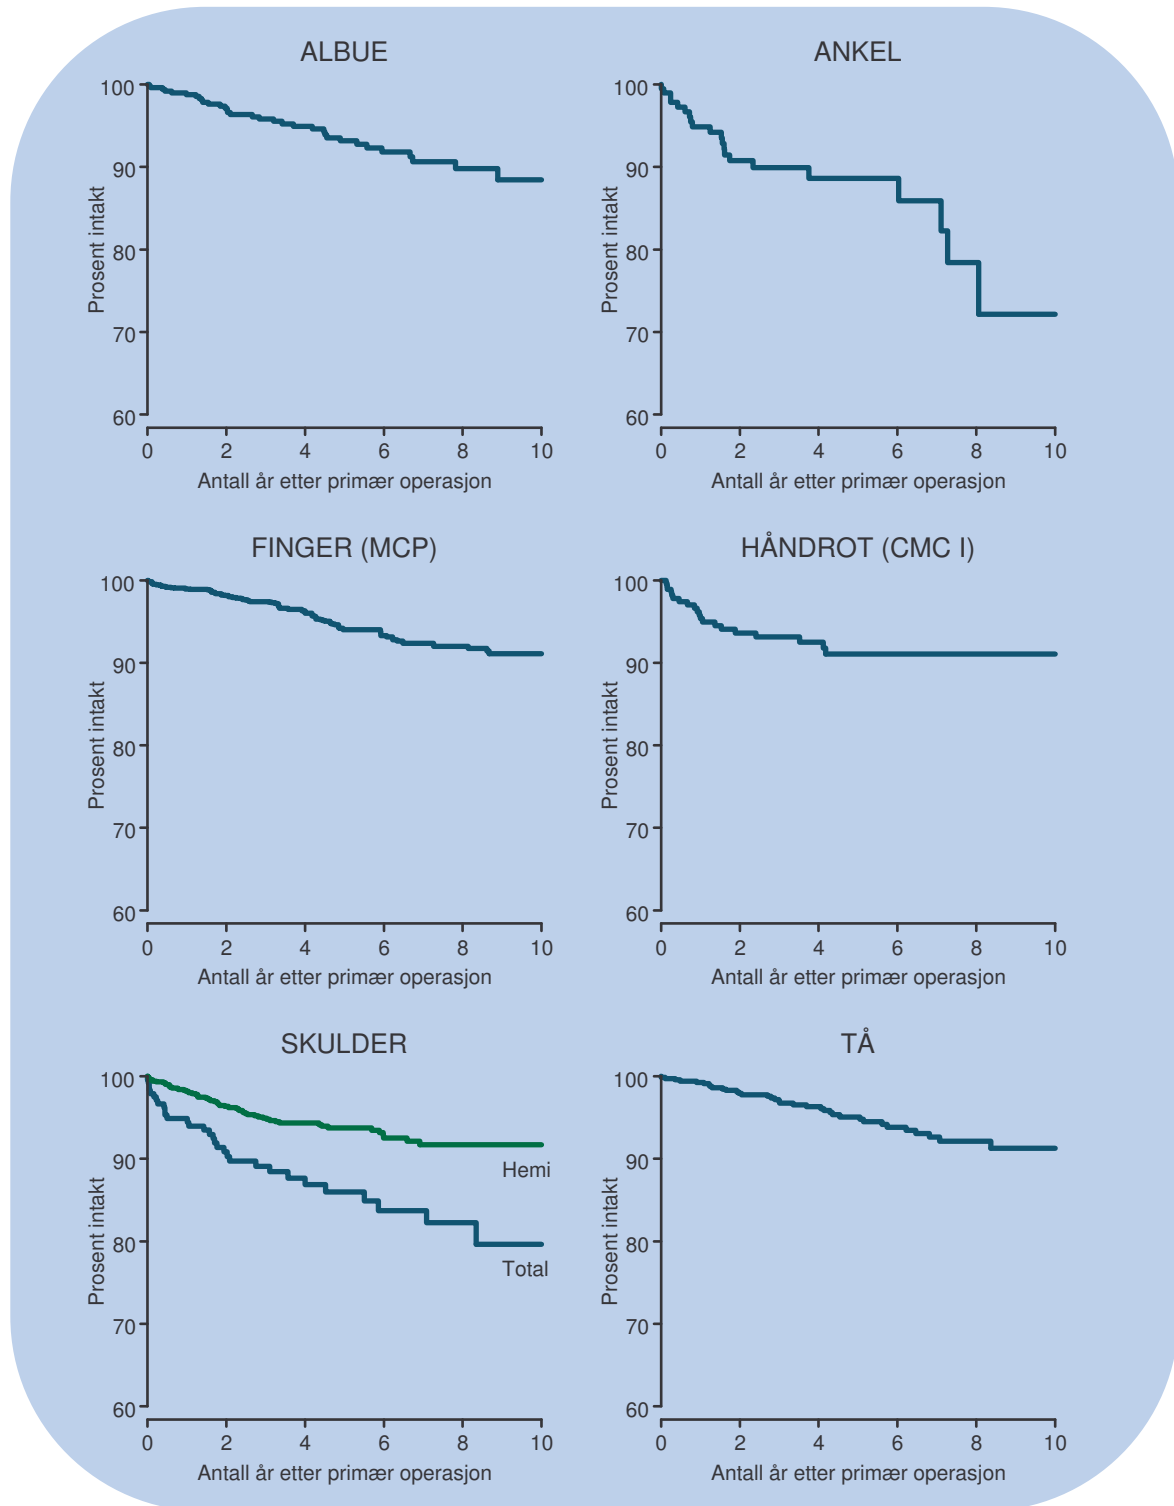 ALBUE
100
90
80
70
60
Prosent intakt
0 2 4 6 8 10
Antall år etter primær operasjon
ANKEL
100
90
80
70
60
Prosent intakt
0 2 4 6 8 10
Antall år etter primær operasjon
FINGER (MCP)
100
90
80
70
60
Prosent intakt
0 2 4 6 8 10
Antall år etter primær operasjon
HÅNDROT (CMC I)
100
90
80
70
60
Prosent intakt
0 2 4 6 8 10
Antall år etter primær operasjon
SKULDER
100
90
80
70
60
Prosent intakt
Hemi
Total
0 2 4 6 8 10
Antall år etter primær operasjon
TÅ
100
90
80
70
60
Prosent intakt
0 2 4 6 8 10
Antall år etter primær operasjon